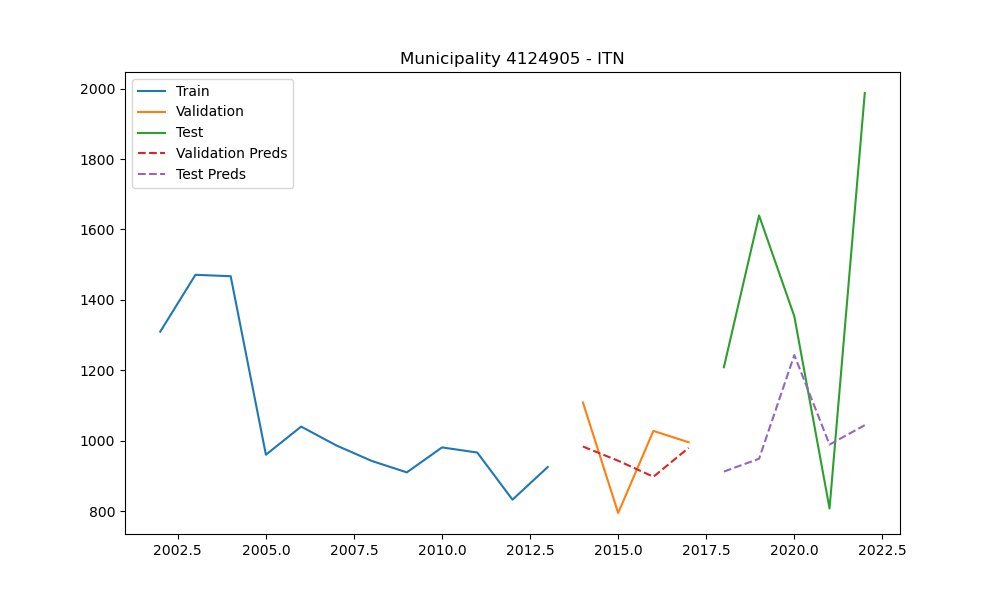 Municipality 4124905 - ITN
Train
Validation
Test
Validation Preds
Test Preds
2000
1800
1600
1400
1200
1000
800
2002.5 2005.0 2007.5 2010.0 2012.5 2015.0 2017.5 2020.0 2022.5